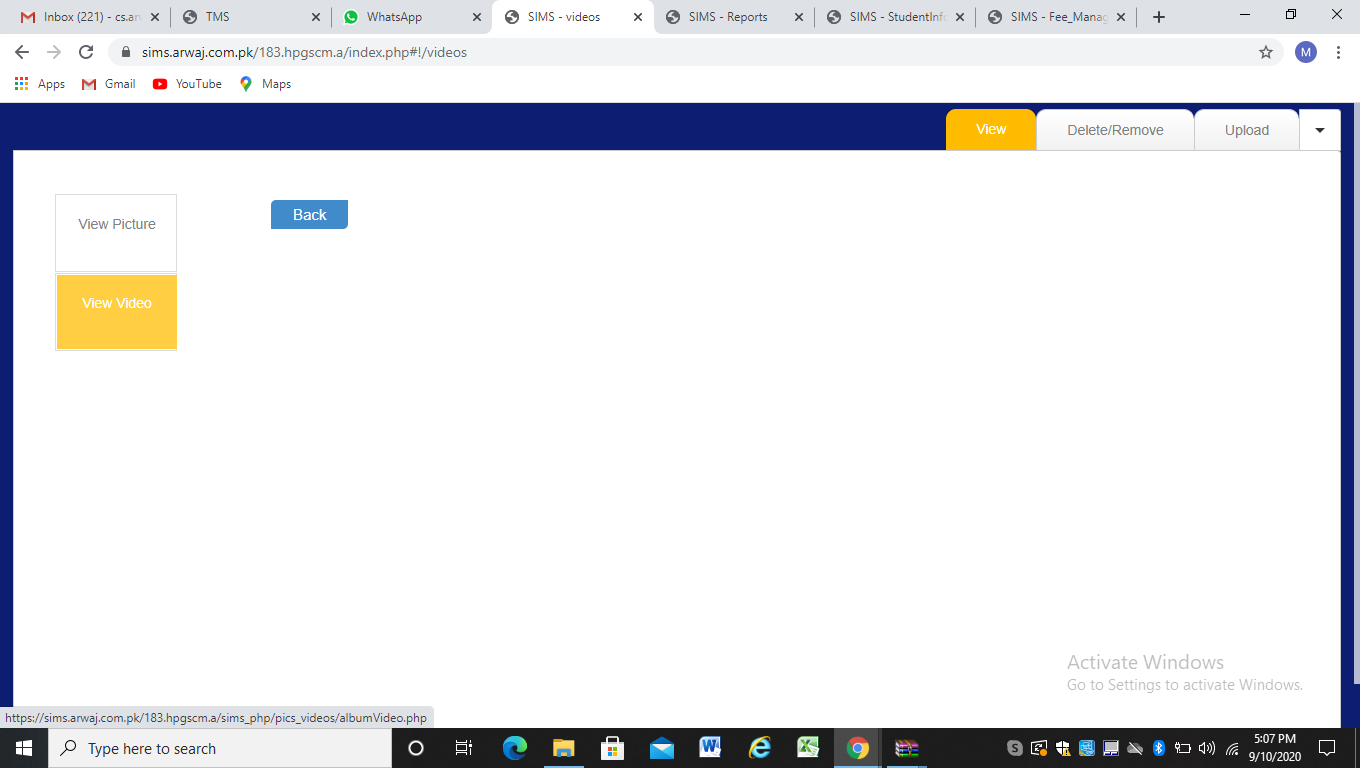 Inbox (221) - cs.ar
TMS
WhatsApp
SIMS - videos
SIMS - Reports
SIMS - StudentInfo
SIMS - Fee_Manag
sims.arwaj.com.pk/183.hpgscm.a/index.php#!/videos
M
Apps
Gmail
YouTube
Maps
View
Delete/Remove
Upload
View Picture
Back
View Video
Activate Windows
Go to Settings to activate Windows.
https://sims.arwaj.com.pk/183.hpgscm.a/sims_php/pics_videos/albumVideo.php
Type here to search
5:07 PM
9/10/2020